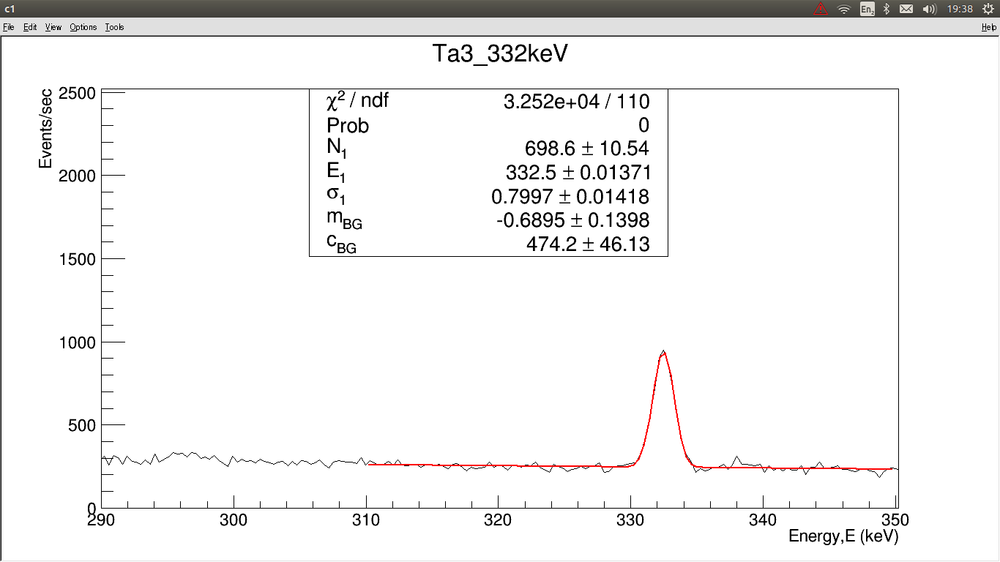 c1
En2 19:38
File Edit View Options Tools Help
Ta3_332keV
Events/sec
χ² / ndf 3.252e+04 / 110
Prob 0
N₁ 698.6 ± 10.54
E₁ 332.5 ± 0.01371
σ₁ 0.7997 ± 0.01418
m_BG -0.6895 ± 0.1398
c_BG 474.2 ± 46.13
2500
2000
1500
1000
500
0
290 300 310 320 330 340 350
Energy,E (keV)